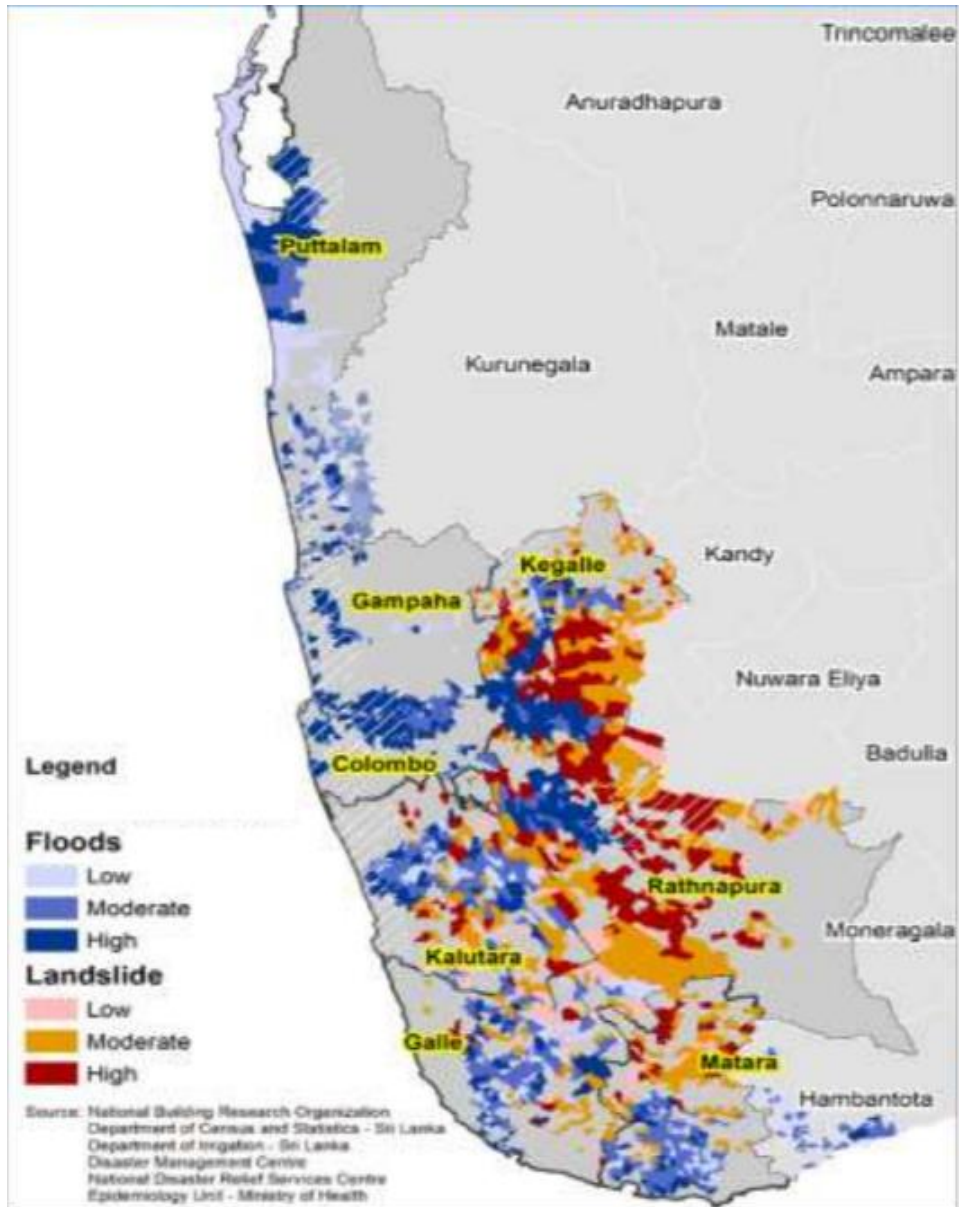 Trincomalee
Anuradhapura
Polonnaruwa
Puttalam
Matale
Kurunegala
Ampara
Kegalle
Kandy
Gampaha
Nuwara Eliya
Badulla
Colombo
Legend
Floods
Low
Moderate
High
Landslide
Low
Moderate
High
Rathnapura
Moneragala
Kalutara
Galle
Matara
Hambantota
Source: National Building Research Organization
Department of Census and Statistics - Sri Lanka
Department of Irrigation - Sri Lanka
Disaster Management Centre
National Disaster Relief Services Centre
Epidemiology Unit - Ministry of Health